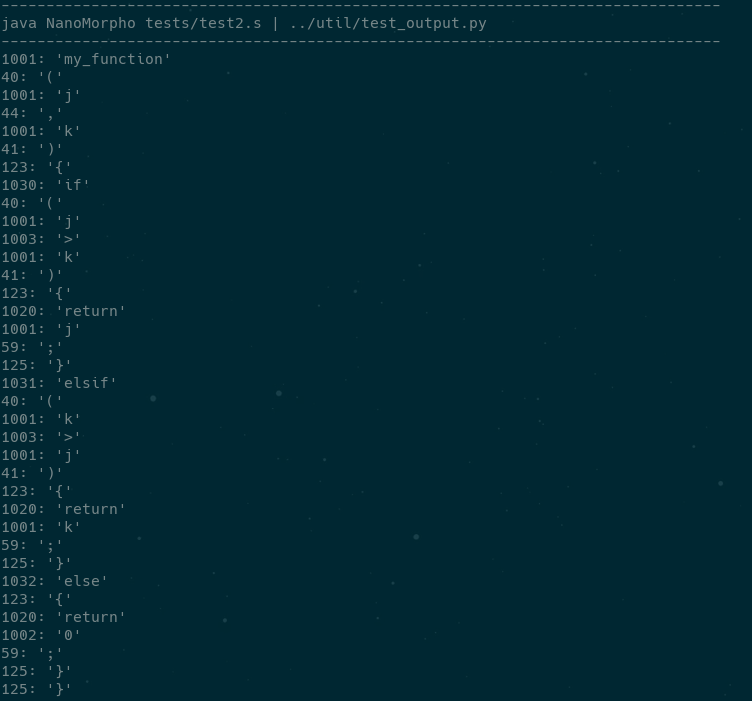 --------------------------------------------------------------------------------
java NanoMorpho tests/test2.s | ../util/test_output.py
--------------------------------------------------------------------------------
1001: 'my_function'
40: '('
1001: 'j'
44: ','
1001: 'k'
41: ')'
123: '{'
1030: 'if'
40: '('
1001: 'j'
1003: '>'
1001: 'k'
41: ')'
123: '{'
1020: 'return'
1001: 'j'
59: ';'
125: '}'
1031: 'elsif'
40: '('
1001: 'k'
1003: '>'
1001: 'j'
41: ')'
123: '{'
1020: 'return'
1001: 'k'
59: ';'
125: '}'
1032: 'else'
123: '{'
1020: 'return'
1002: '0'
59: ';'
125: '}'
125: '}'